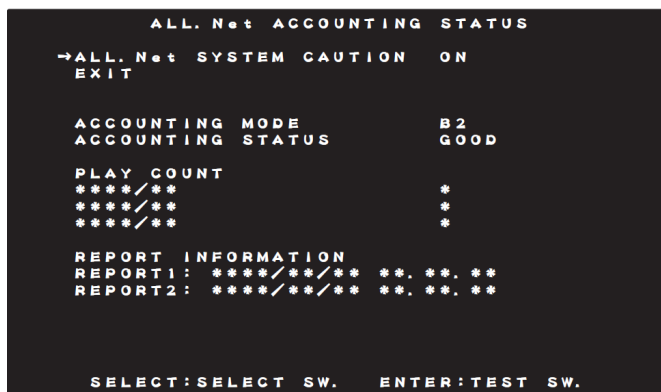 ALL.Net ACCOUNTING STATUS
→ALL.Net SYSTEM CAUTION ON
EXIT
ACCOUNTING MODE B2
ACCOUNTING STATUS GOOD
PLAY COUNT
****/** *
****/** *
****/** *
REPORT INFORMATION
REPORT1: ****/**/** **.**.**
REPORT2: ****/**/** **.**.**
SELECT:SELECT SW. ENTER:TEST SW.